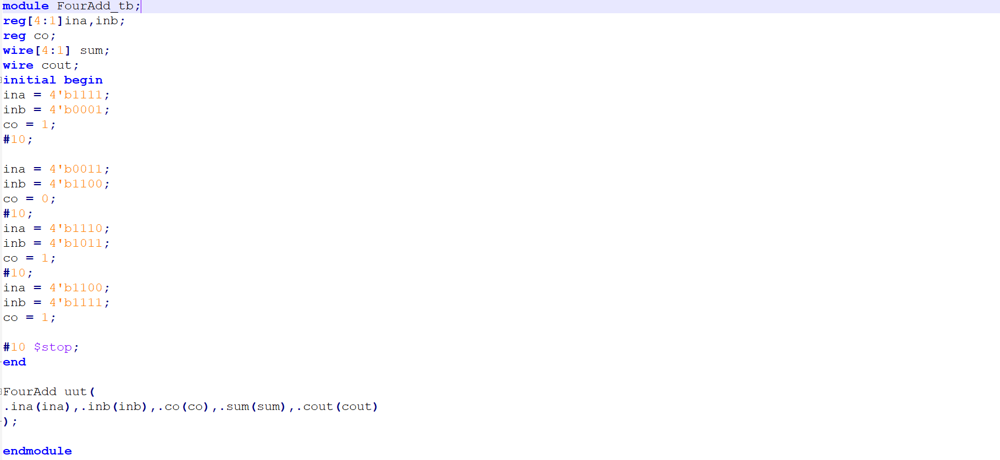 module FourAdd_tb;
reg[4:1]ina,inb;
reg co;
wire[4:1] sum;
wire cout;
initial begin
ina = 4'b1111;
inb = 4'b0001;
co = 1;
#10;
ina = 4'b0011;
inb = 4'b1100;
co = 0;
#10;
ina = 4'b1110;
inb = 4'b1011;
co = 1;
#10;
ina = 4'b1100;
inb = 4'b1111;
co = 1;
#10 $stop;
end
FourAdd uut(
.ina(ina),.inb(inb),.co(co),.sum(sum),.cout(cout)
);
endmodule